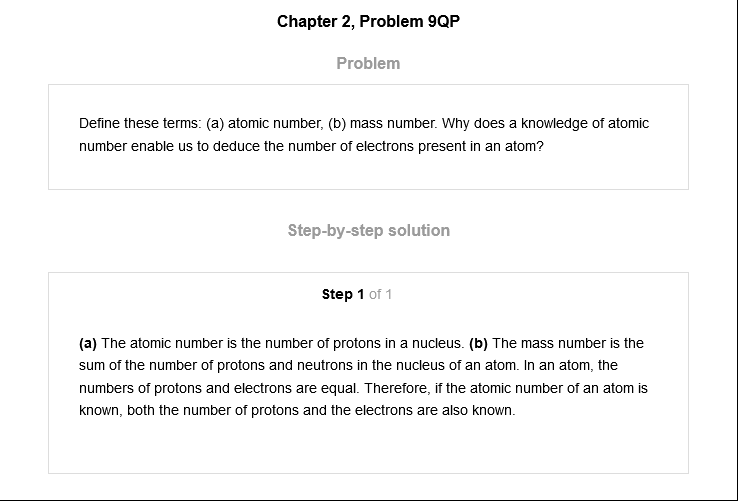 Chapter 2, Problem 9QP
Problem
Define these terms: (a) atomic number, (b) mass number. Why does a knowledge of atomic
number enable us to deduce the number of electrons present in an atom?
Step-by-step solution
Step 1 of 1
(a) The atomic number is the number of protons in a nucleus. (b) The mass number is the
sum of the number of protons and neutrons in the nucleus of an atom. In an atom, the
numbers of protons and electrons are equal. Therefore, if the atomic number of an atom is
known, both the number of protons and the electrons are also known.